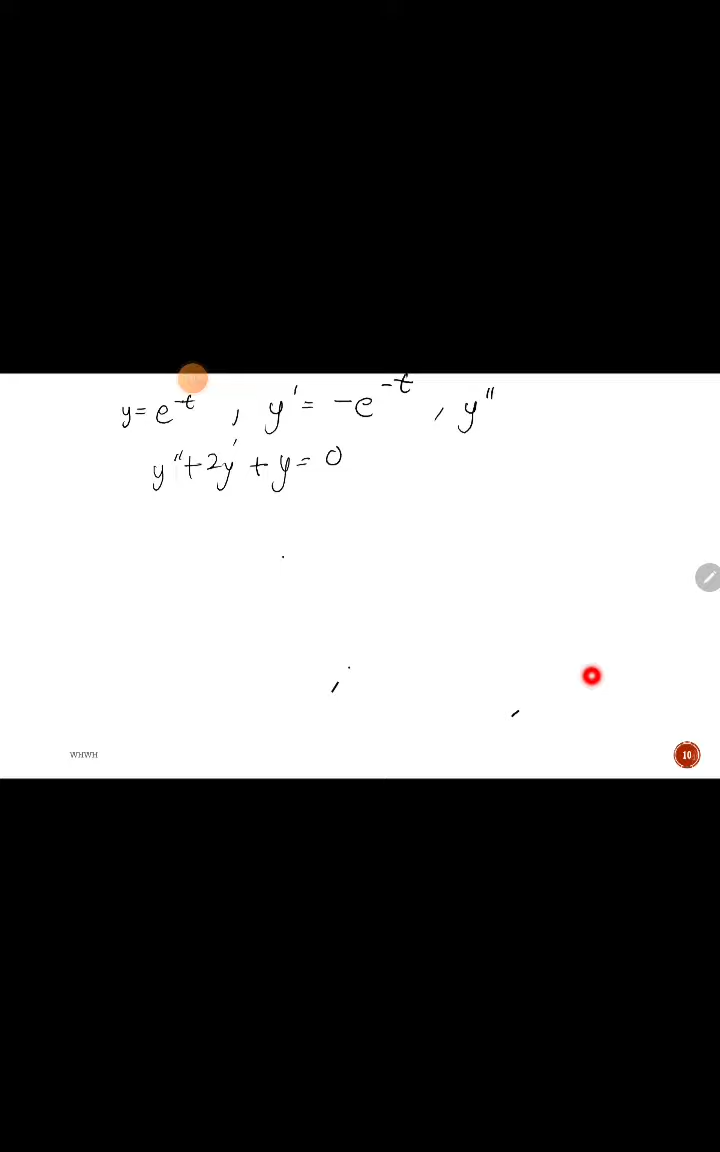 y = e^{-t} , y' = -e^{-t} , y''
y'' + 2y' + y = 0
WHWH
10